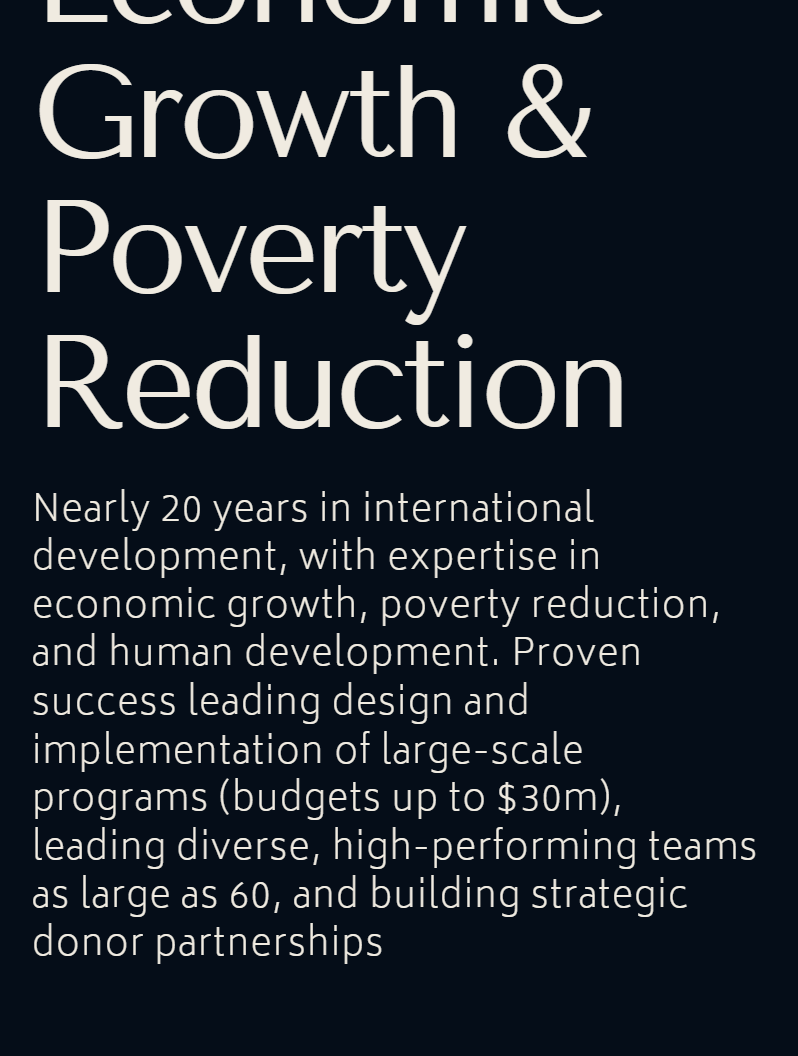 Economic
Growth &
Poverty
Reduction
Nearly 20 years in international
development, with expertise in
economic growth, poverty reduction,
and human development. Proven
success leading design and
implementation of large-scale
programs (budgets up to $30m),
leading diverse, high-performing teams
as large as 60, and building strategic
donor partnerships